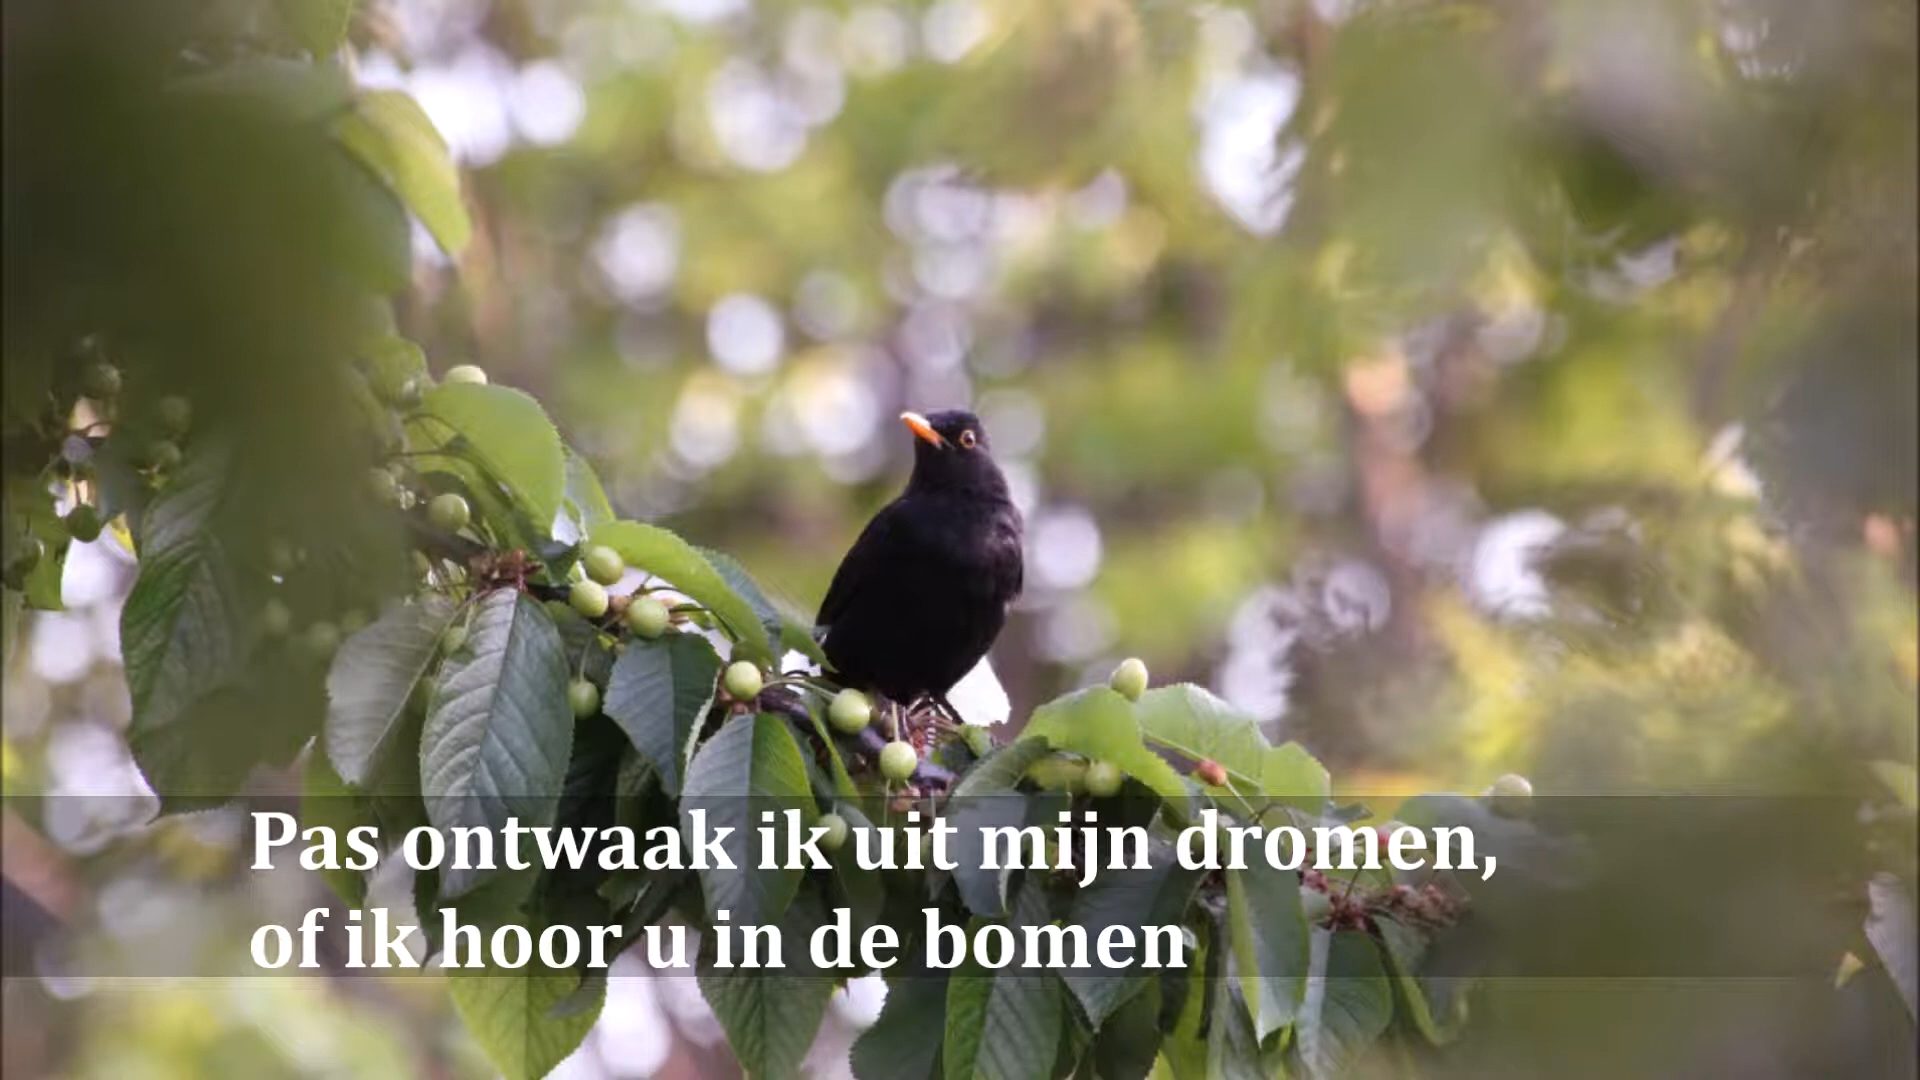 Pas ontwaak ik uit mijn dromen,
of ik hoor u in de bomen